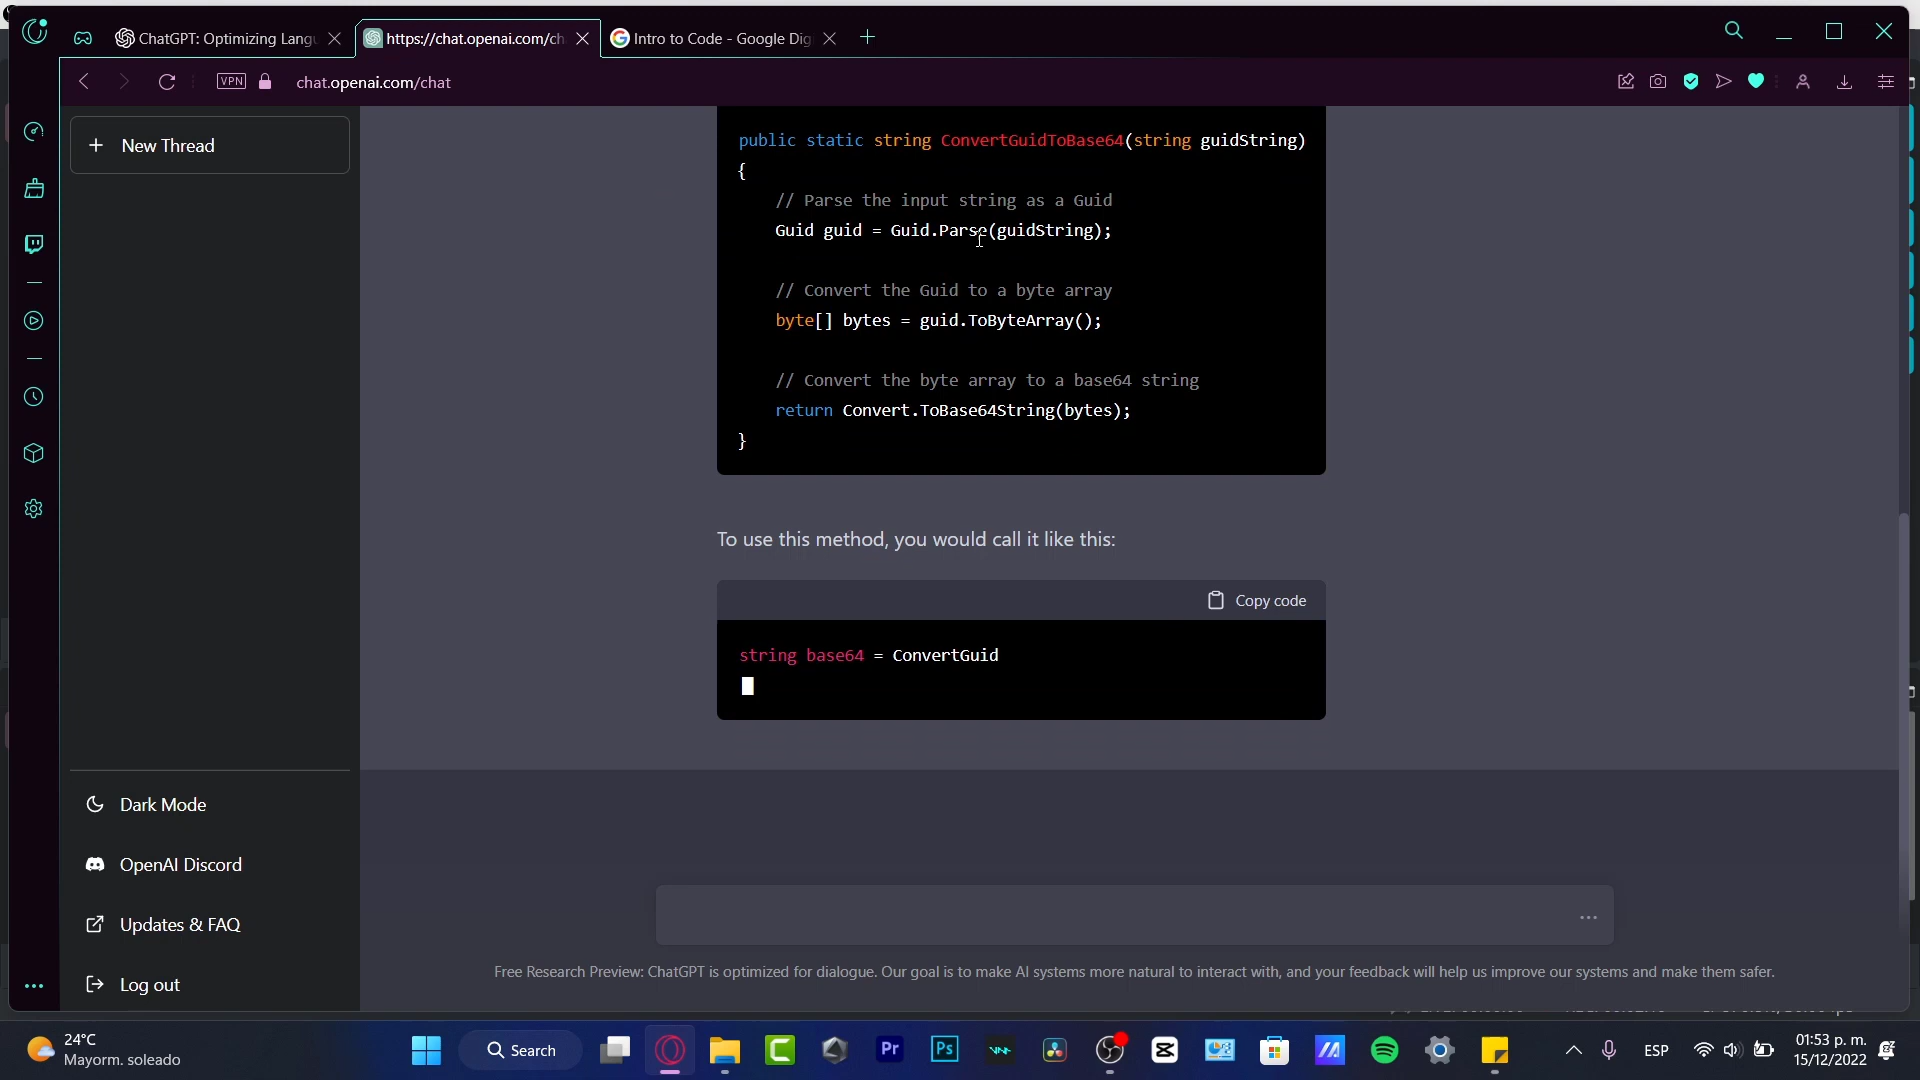 ChatGPT: Optimizing Langu
https://chat.openai.com/ch
Intro to Code - Google Dig
VPN
chat.openai.com/chat
New Thread
public static string ConvertGuidToBase64(string guidString)
{
// Parse the input string as a Guid
Guid guid = Guid.Parse(guidString);
// Convert the Guid to a byte array
byte[] bytes = guid.ToByteArray();
// Convert the byte array to a base64 string
return Convert.ToBase64String(bytes);
}
To use this method, you would call it like this:
Copy code
string base64 = ConvertGuid
Dark Mode
OpenAI Discord
Updates & FAQ
Log out
Free Research Preview: ChatGPT is optimized for dialogue. Our goal is to make AI systems more natural to interact with, and your feedback will help us improve our systems and make them safer.
24°C
Mayorm. soleado
Search
Pr
Ps
ESP
01:53 p. m.
15/12/2022